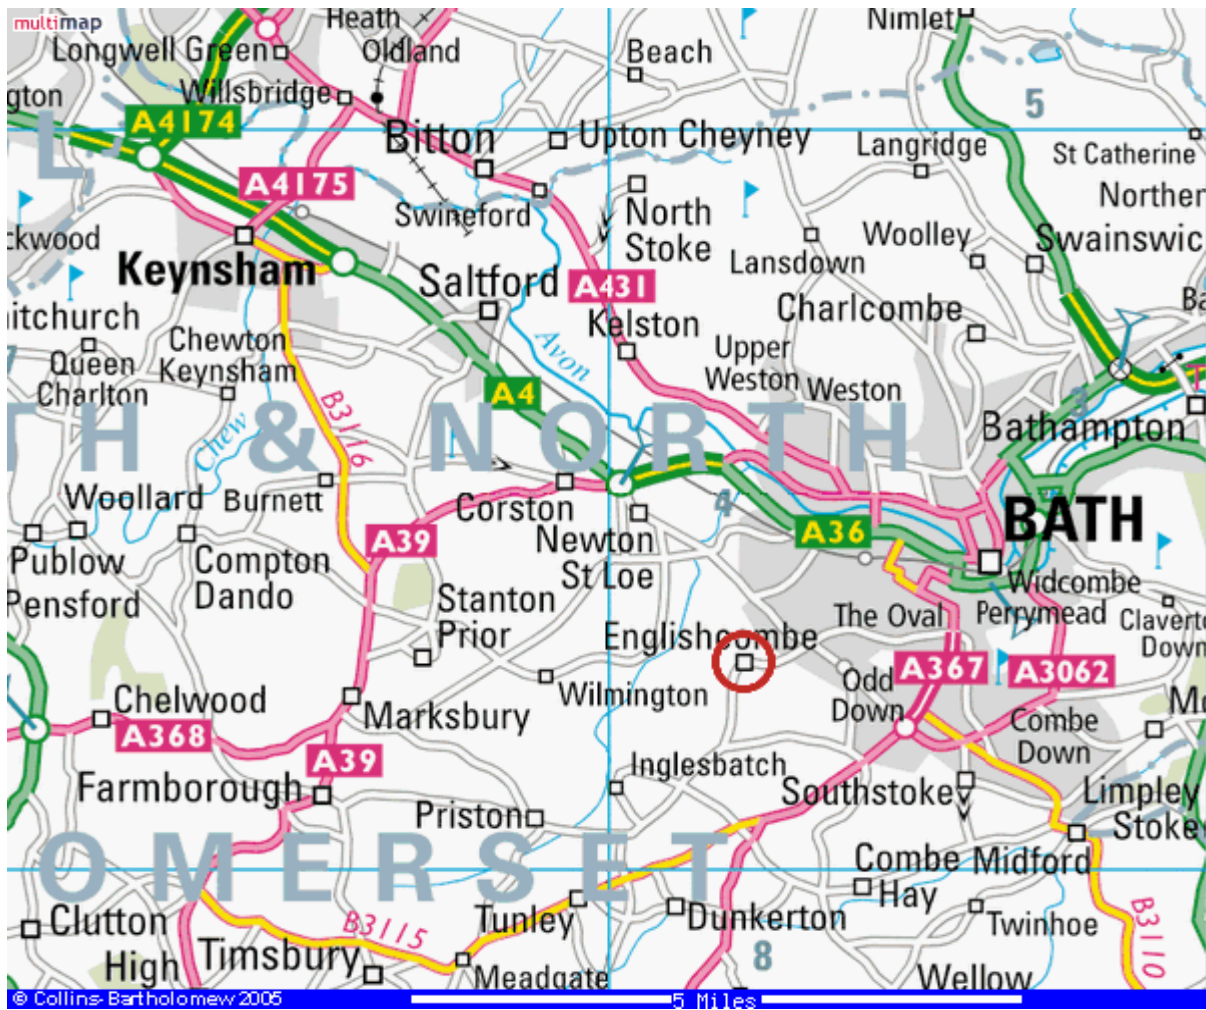 multimap
Heath
Nimlet
Longwell Green
Oldland
Beach
gton
Willsbridge
5
A4174
Bitton
Upton Cheyney
Langridge
St Catherine
L
A4175
Norther
Swineford
North
Stoke
ckwood
Woolley
Swainswic
Keynsham
Lansdown
Saltford
A431
Charlcombe
Ba
itchurch
Kelston
Chewton
Keynsham
Upper
Weston
Weston
Queen
Charlton
Avon
A4
B3116
3
TH & NORTH
Chew
Bathampton
T
Woollard
Burnett
Corston
4
BATH
A36
A39
Newton
St Loe
Publow
Compton
Dando
Pensford
Widcombe
Stanton
Prior
The Oval
Perrymead
Claverto
Down
Englishcombe
A367
A3062
Odd
Down
Wilmington
Chelwood
Marksbury
Combe
Down
Mo
A368
A39
Inglesbatch
Farmborough
Southstoke
Limpley
Stoke
Priston
OMERSET
Combe
Hay
Midford
Clutton
Tunley
Dunkerton
Twinhoe
B3115
B3110
High
Timsbury
8
Meadgate
Wellow
© Collins-Bartholomew 2005
5 Miles